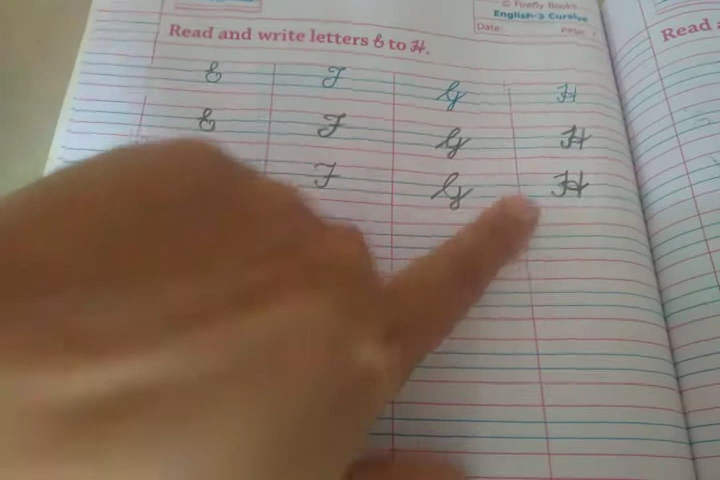 © Firefly Books
English-3 Cursive
Date: Page:
Read and write letters E to H.
E F G H
E F G H
F G H
Read